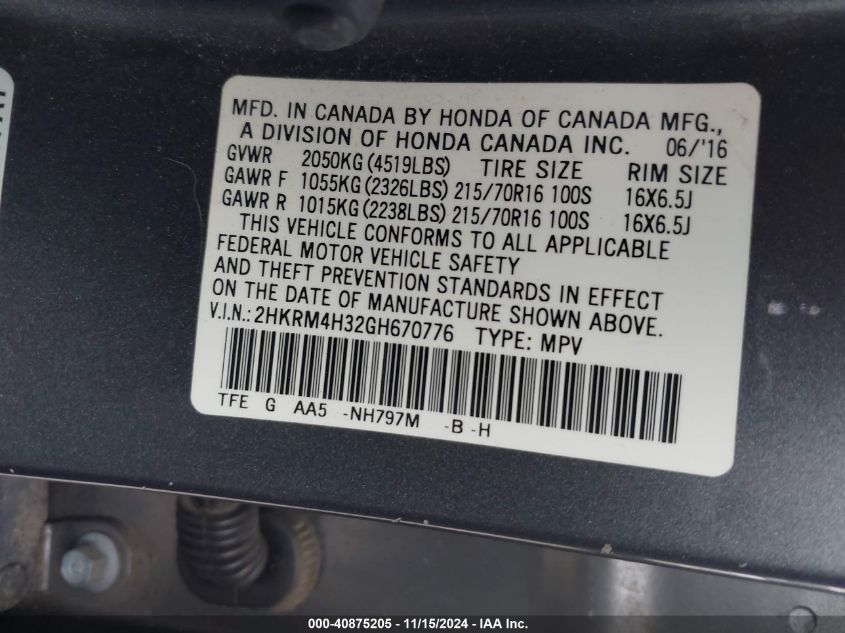 MFD. IN CANADA BY HONDA OF CANADA MFG.,
A DIVISION OF HONDA CANADA INC. 06/'16
GVWR 2050KG (4519LBS) TIRE SIZE RIM SIZE
GAWR F 1055KG (2326LBS) 215/70R16 100S 16X6.5J
GAWR R 1015KG (2238LBS) 215/70R16 100S 16X6.5J
THIS VEHICLE CONFORMS TO ALL APPLICABLE
FEDERAL MOTOR VEHICLE SAFETY
AND THEFT PREVENTION STANDARDS IN EFFECT
ON THE DATE OF MANUFACTURE SHOWN ABOVE.
V.I.N.: 2HKRM4H32GH670776 TYPE: MPV
TFE G AA5 -NH797M -B -H
000-40875205 - 11/15/2024 - IAA Inc.